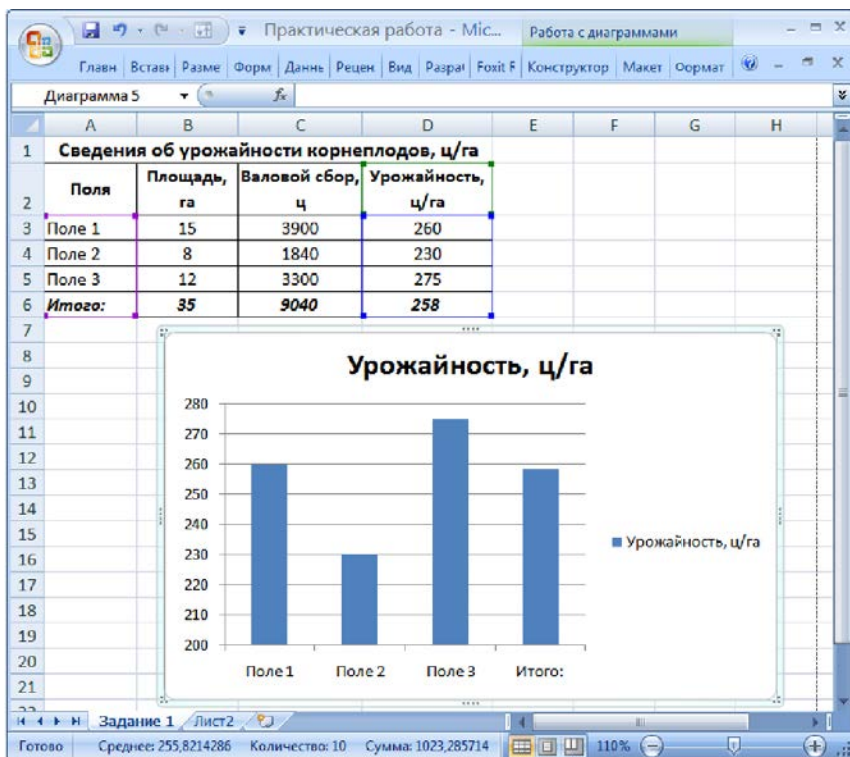 Практическая работа - Mic... Работа с диаграммами
Главн Встав Разме Форм Даннь Рецен Вид Разраб Foxit F Конструктор Макет Формат
Диаграмма 5 fx
A B C D E F G H
1 Сведения об урожайности корнеплодов, ц/га
2 Поля Площадь, га Валовой сбор, ц Урожайность, ц/га
3 Поле 1 15 3900 260
4 Поле 2 8 1840 230
5 Поле 3 12 3300 275
6 Итого: 35 9040 258
7
8
9
10
11
12
13
14
15
16
17
18
19
20
21
Урожайность, ц/га
280
270
260
250
240
230
220
210
200
Поле 1 Поле 2 Поле 3 Итого:
Урожайность, ц/га
Задание 1 Лист2
Готово Среднее: 255,8214286 Количество: 10 Сумма: 1023,285714 110%